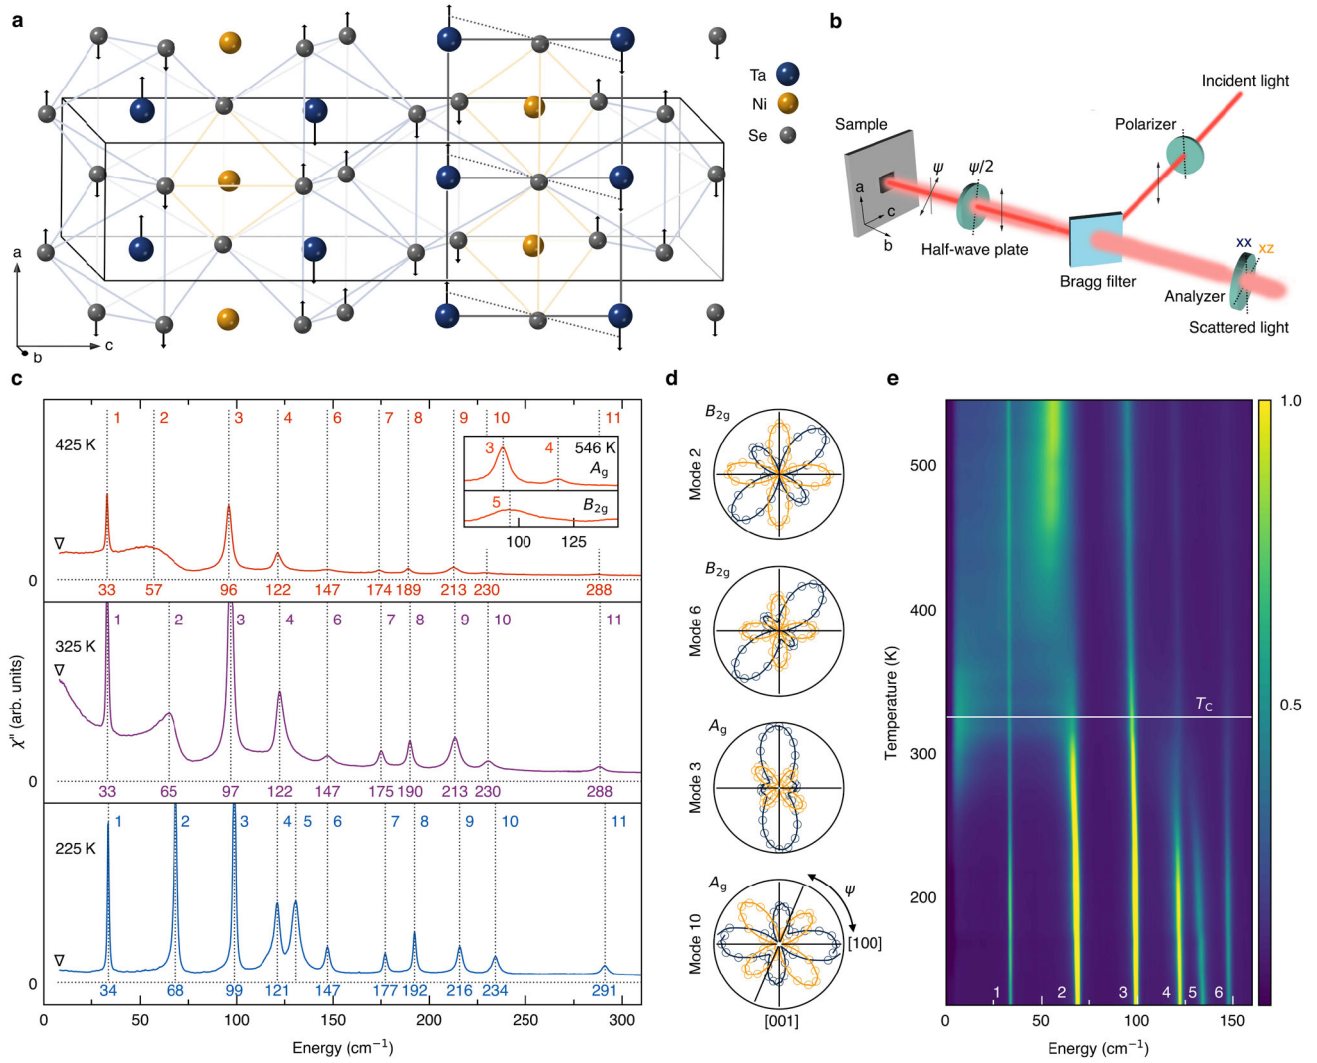 a
Ta
Ni
Se
a
b
c
b
Incident light
Polarizer
Sample
ψ
ψ/2
a
c
b
Half-wave plate
Bragg filter
xx
xz
Analyzer
Scattered light
c
χ″ (arb. units)
425 K
1 2 3 4 6 7 8 9 10 11
546 K
3 4
Ag
5
B2g
100 125
0
33 57 96 122 147 174 189 213 230 288
325 K
1 2 3 4 6 7 8 9 10 11
0
33 65 97 122 147 175 190 213 230 288
225 K
1 2 3 4 5 6 7 8 9 10 11
0
34 68 99 121 147 177 192 216 234 291
0 50 100 150 200 250 300
Energy (cm⁻¹)
d
B2g
Mode 2
B2g
Mode 6
Ag
Mode 3
Ag
Mode 10
ψ
[100]
[001]
e
Temperature (K)
500
400
300
200
TC
1 2 3 4 5 6
0 50 100 150
Energy (cm⁻¹)
1.0
0.5
0